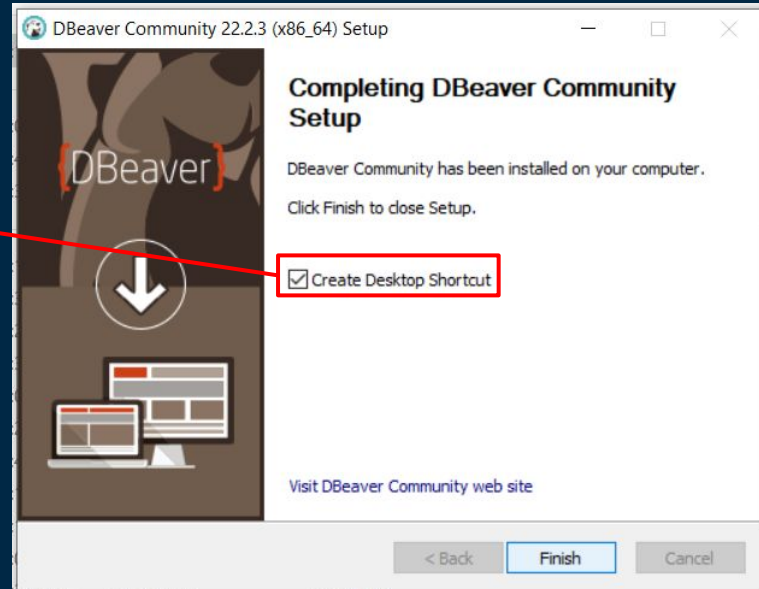 DBeaver Community 22.2.3 (x86_64) Setup
Completing DBeaver Community
Setup
{DBeaver}
DBeaver Community has been installed on your computer.
Click Finish to close Setup.
Create Desktop Shortcut
Visit DBeaver Community web site
< Back
Finish
Cancel